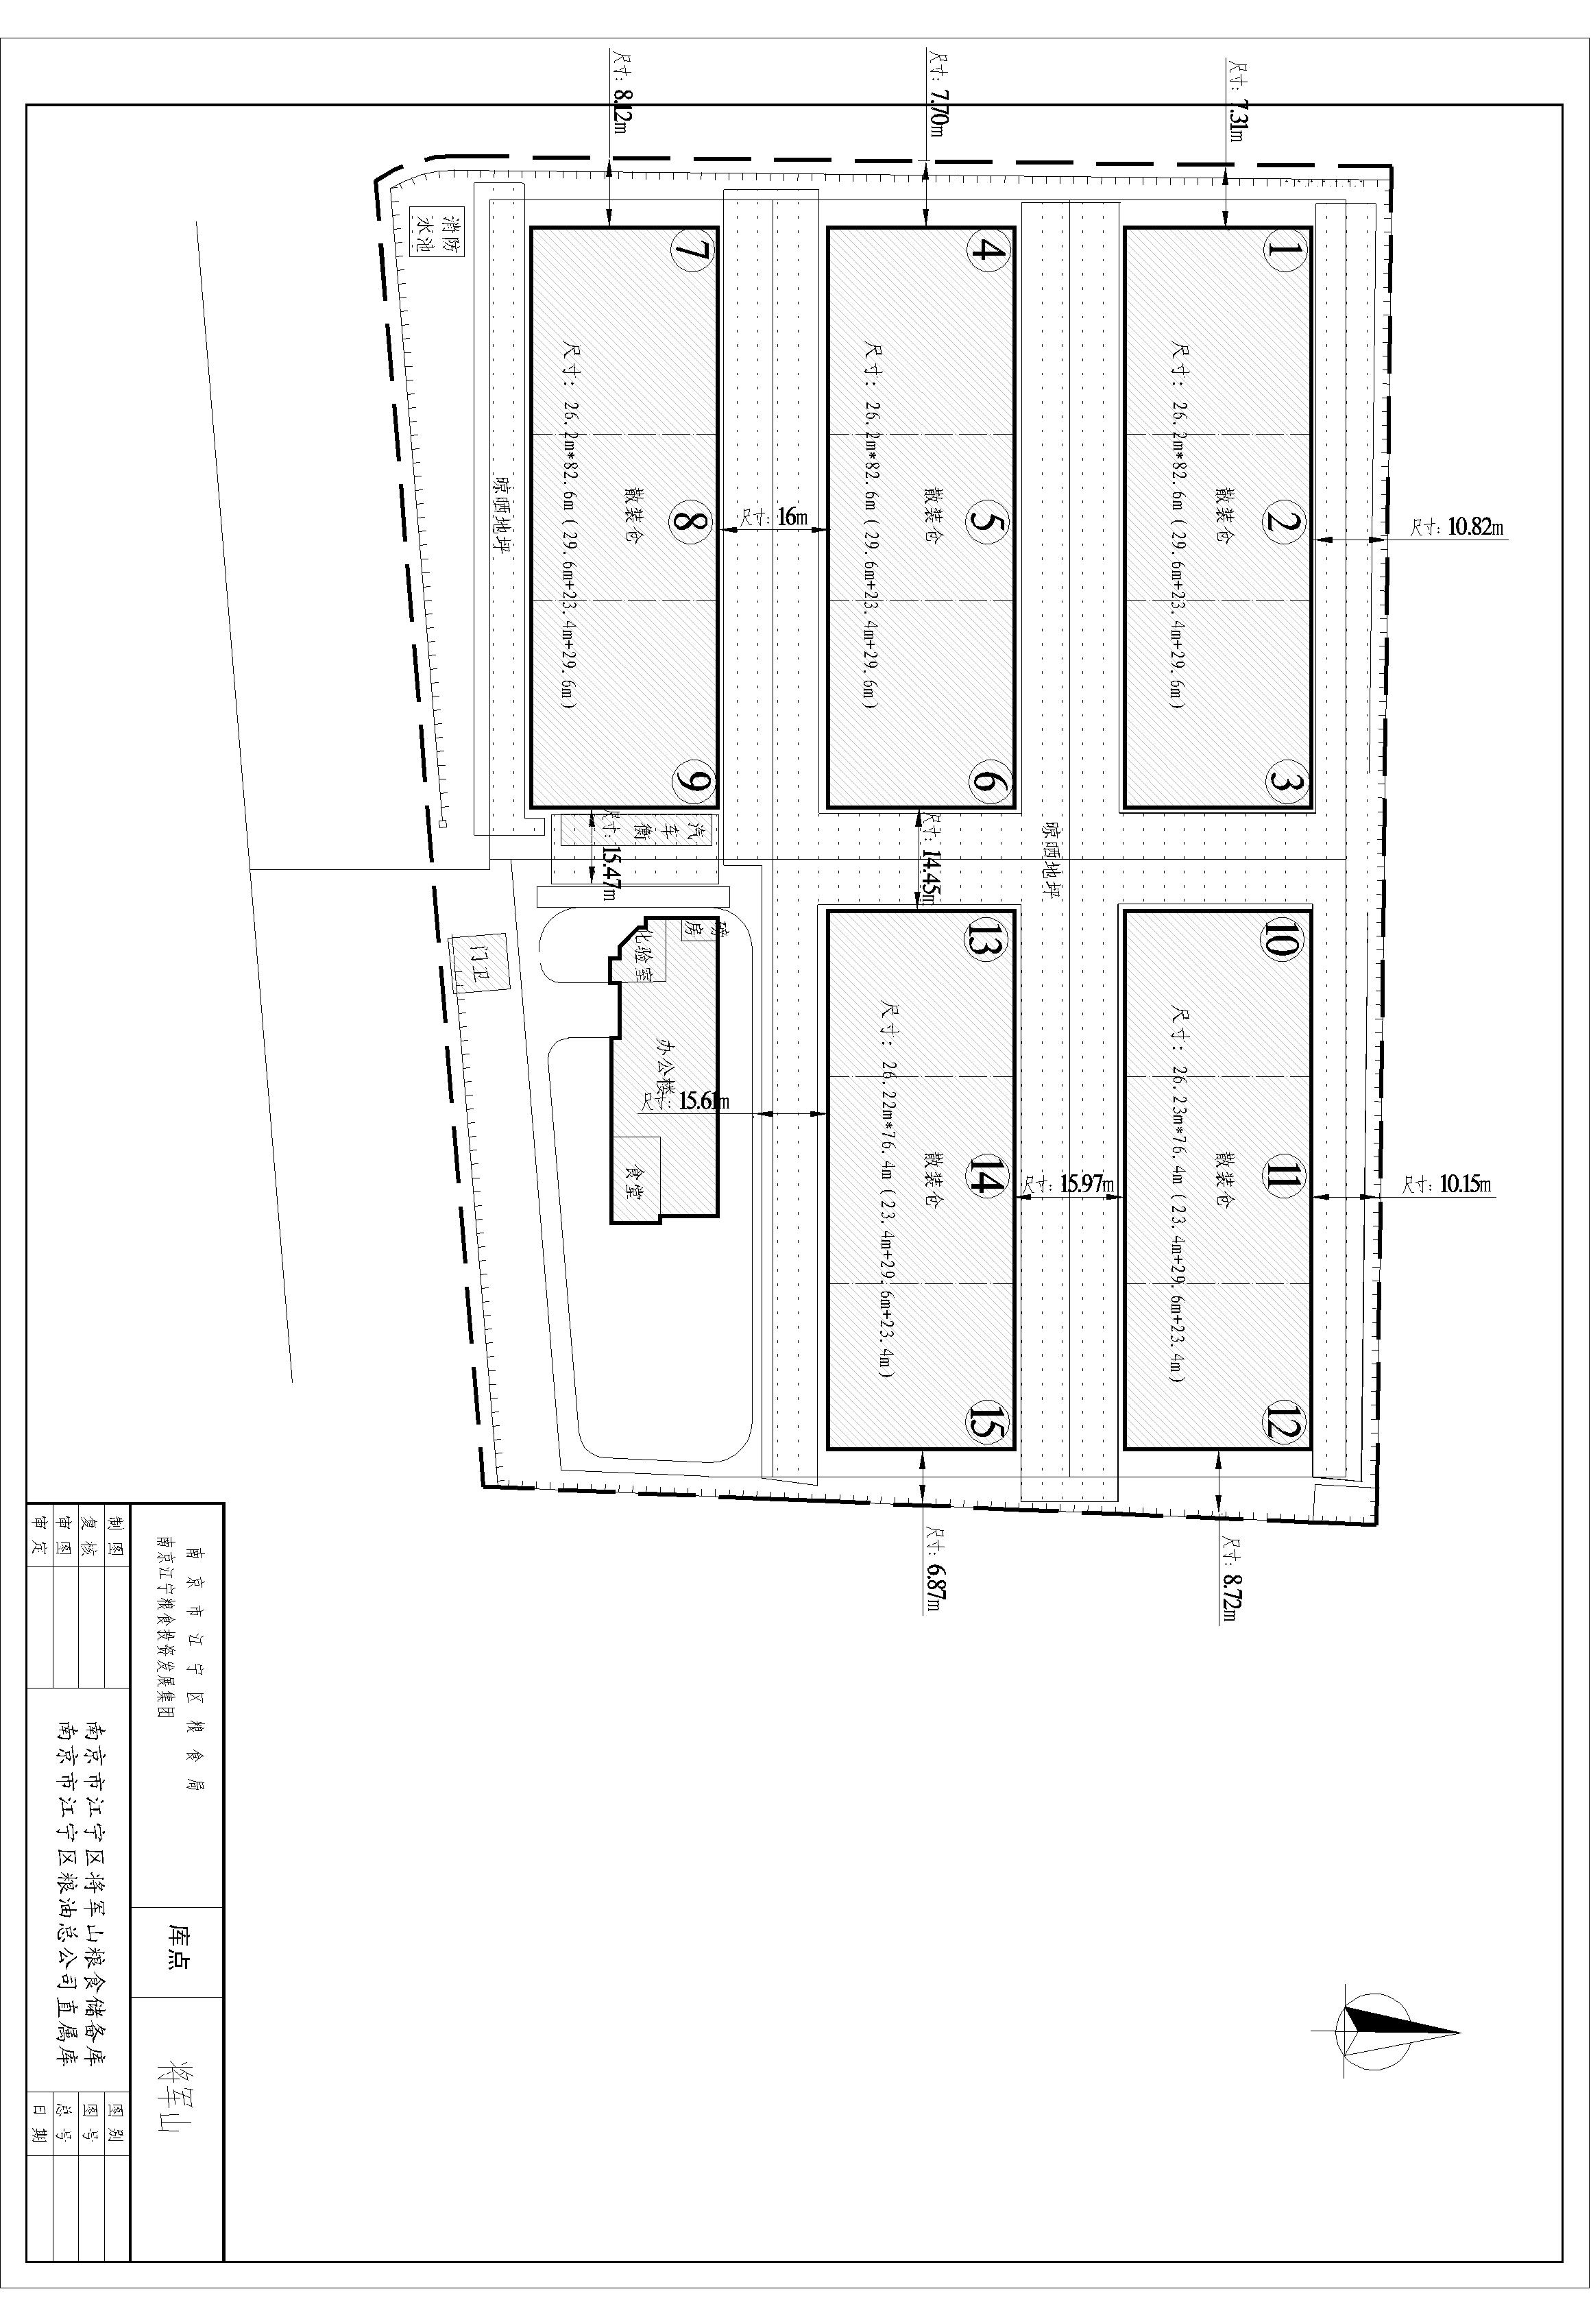 尺寸：10.82m
尺寸：10.15m
尺寸：7.31m
1
2
3
10
11
12
散装仓
散装仓
尺寸：26.2m*82.6m（29.6m+23.4m+29.6m）
尺寸：26.23m*76.4m（23.4m+29.6m+23.4m）
尺寸：8.72m
晾晒地坪
尺寸：15.97m
尺寸：7.70m
4
5
6
13
14
15
散装仓
散装仓
尺寸：26.2m*82.6m（29.6m+23.4m+29.6m）
尺寸：14.45m
尺寸：26.22m*76.4m（23.4m+29.6m+23.4m）
尺寸：6.87m
尺寸：16m
尺寸：15.61m
尺寸：8.12m
7
8
9
散装仓
尺寸：26.2m*82.6m（29.6m+23.4m+29.6m）
汽车衡
尺寸：15.47m
磅房
化验室
办公楼
食堂
晾晒地坪
消防
水池
门卫
南京市江宁区粮食局
南京江宁粮食投资发展集团
库点
将军山
制图
复核
审图
审定
南京市江宁区将军山粮食储备库
南京市江宁区粮油总公司直属库
图别
图号
总号
日期